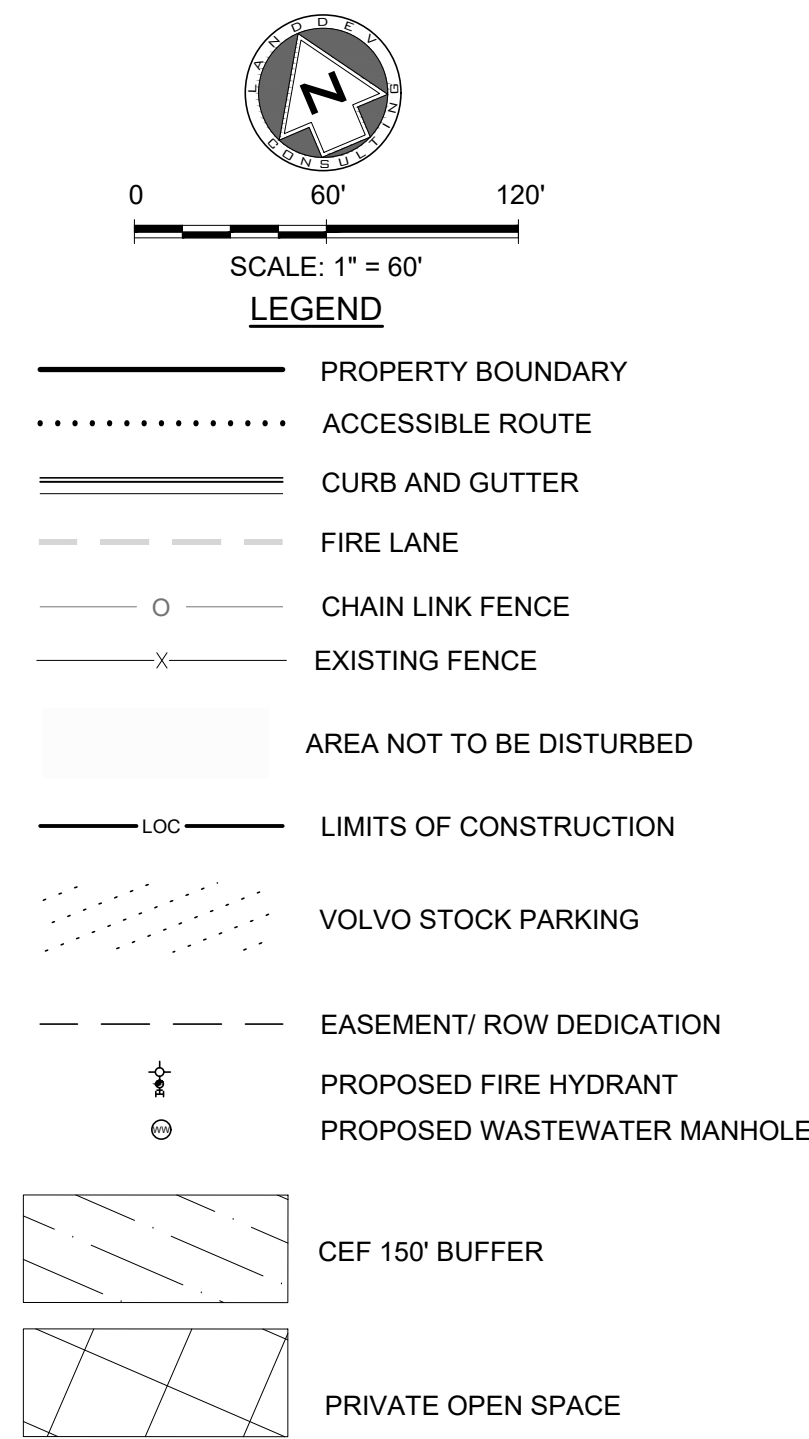 LANDDEV
N
CONSULTING
0 60' 120'
SCALE: 1" = 60'
LEGEND
PROPERTY BOUNDARY
ACCESSIBLE ROUTE
CURB AND GUTTER
FIRE LANE
O CHAIN LINK FENCE
X EXISTING FENCE
AREA NOT TO BE DISTURBED
LOC LIMITS OF CONSTRUCTION
VOLVO STOCK PARKING
EASEMENT/ ROW DEDICATION
PROPOSED FIRE HYDRANT
WW PROPOSED WASTEWATER MANHOLE
CEF 150' BUFFER
PRIVATE OPEN SPACE